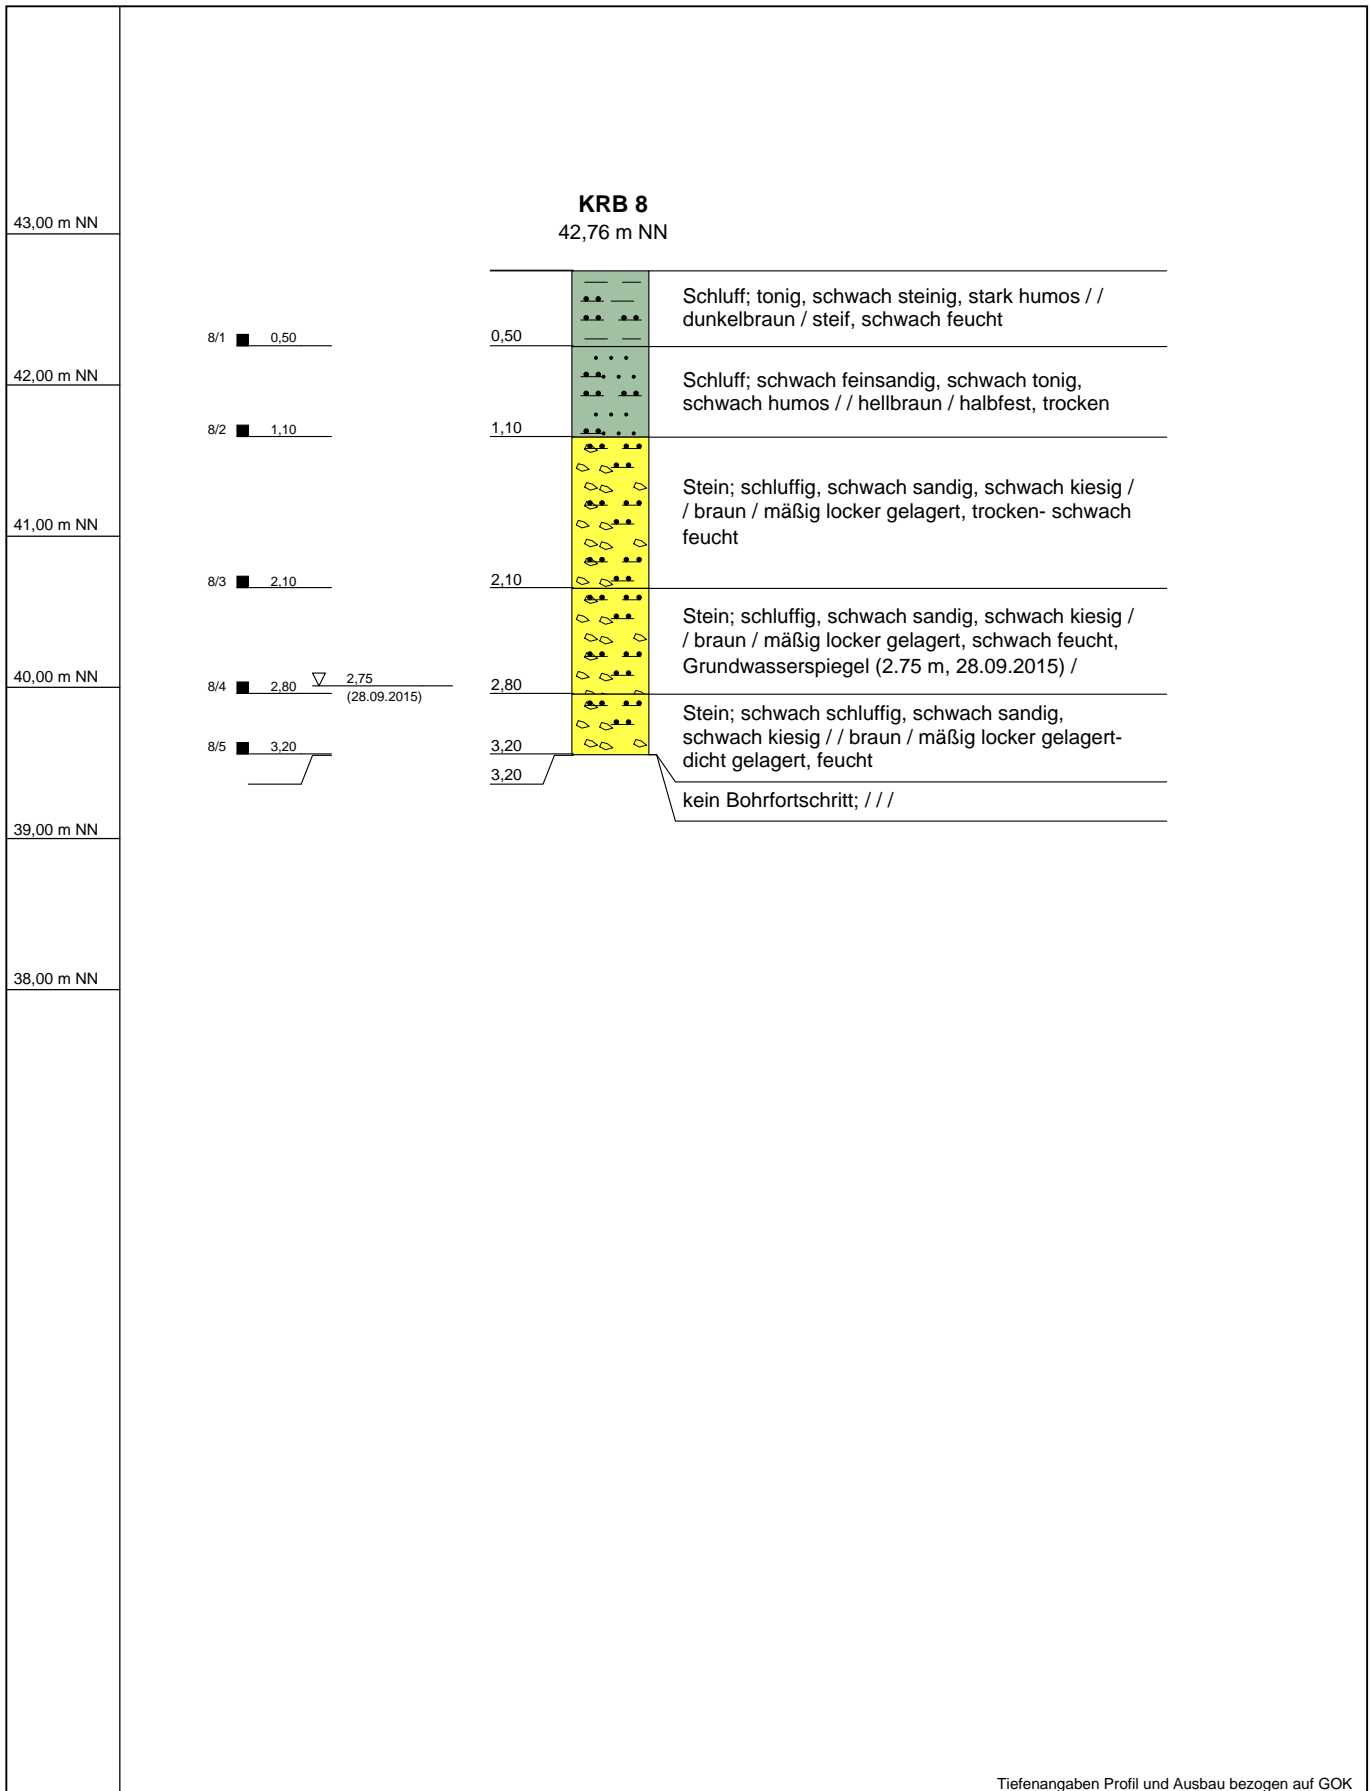 KRB 8
43,00 m NN
42,76 m NN
Schluff; tonig, schwach steinig, stark humos / /
dunkelbraun / steif, schwach feucht
8/1 0,50 0,50
42,00 m NN
Schluff; schwach feinsandig, schwach tonig,
schwach humos / / hellbraun / halbfest, trocken
8/2 1,10 1,10
Stein; schluffig, schwach sandig, schwach kiesig /
/ braun / mäßig locker gelagert, trocken- schwach
feucht
41,00 m NN
8/3 2,10 2,10
Stein; schluffig, schwach sandig, schwach kiesig /
/ braun / mäßig locker gelagert, schwach feucht,
Grundwasserspiegel (2.75 m, 28.09.2015) /
40,00 m NN
8/4 2,80 2,75 2,80
(28.09.2015)
Stein; schwach schluffig, schwach sandig,
schwach kiesig / / braun / mäßig locker gelagert-
dicht gelagert, feucht
8/5 3,20 3,20
3,20
kein Bohrfortschritt; / / /
39,00 m NN
38,00 m NN
Tiefenangaben Profil und Ausbau bezogen auf GOK